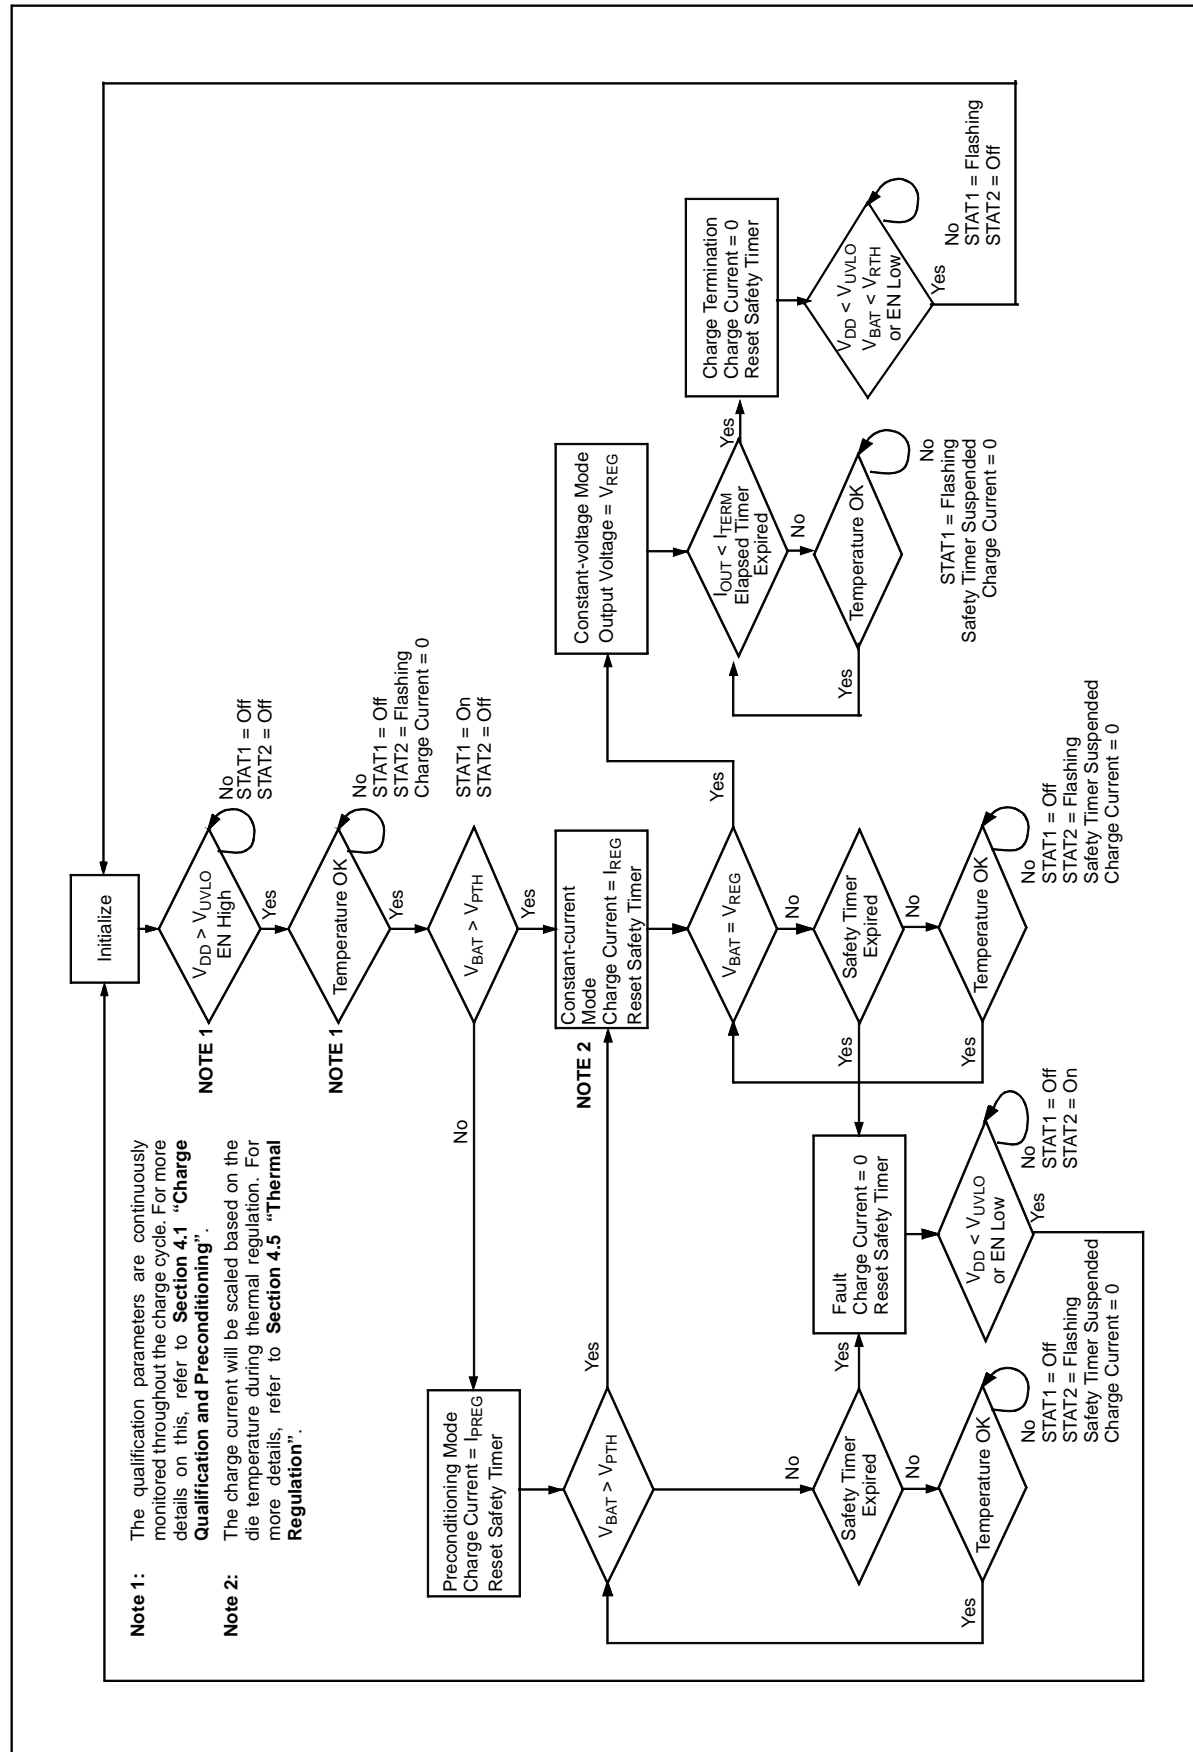 Note 1: The qualification parameters are continuously
monitored throughout the charge cycle. For more
details on this, refer to Section 4.1 “Charge
Qualification and Preconditioning”.
Note 2: The charge current will be scaled based on the
die temperature during thermal regulation. For
more details, refer to Section 4.5 “Thermal
Regulation”.
Initialize
NOTE 1
VDD > VUVLO
EN High
No
STAT1 = Off
STAT2 = Off
Yes
NOTE 1
Temperature OK
No
STAT1 = Off
STAT2 = Flashing
Charge Current = 0
Yes
VBAT > VPTH
STAT1 = On
STAT2 = Off
No
Yes
Preconditioning Mode
Charge Current = IPREG
Reset Safety Timer
VBAT > VPTH
Yes
No
Safety Timer
Expired
Yes
No
Temperature OK
Yes
No
STAT1 = Off
STAT2 = Flashing
Safety Timer Suspended
Charge Current = 0
NOTE 2
Constant-current
Mode
Charge Current = IREG
Reset Safety Timer
VBAT = VREG
Yes
No
Safety Timer
Expired
Yes
No
Temperature OK
Yes
No
STAT1 = Off
STAT2 = Flashing
Safety Timer Suspended
Charge Current = 0
Fault
Charge Current = 0
Reset Safety Timer
VDD < VUVLO
or EN Low
No
STAT1 = Off
STAT2 = On
Yes
Constant-voltage Mode
Output Voltage = VREG
IOUT < ITERM
Elapsed Timer
Expired
Yes
No
Temperature OK
Yes
No
STAT1 = Flashing
Safety Timer Suspended
Charge Current = 0
Charge Termination
Charge Current = 0
Reset Safety Timer
VDD < VUVLO
VBAT < VRTH
or EN Low
No
STAT1 = Flashing
STAT2 = Off
Yes